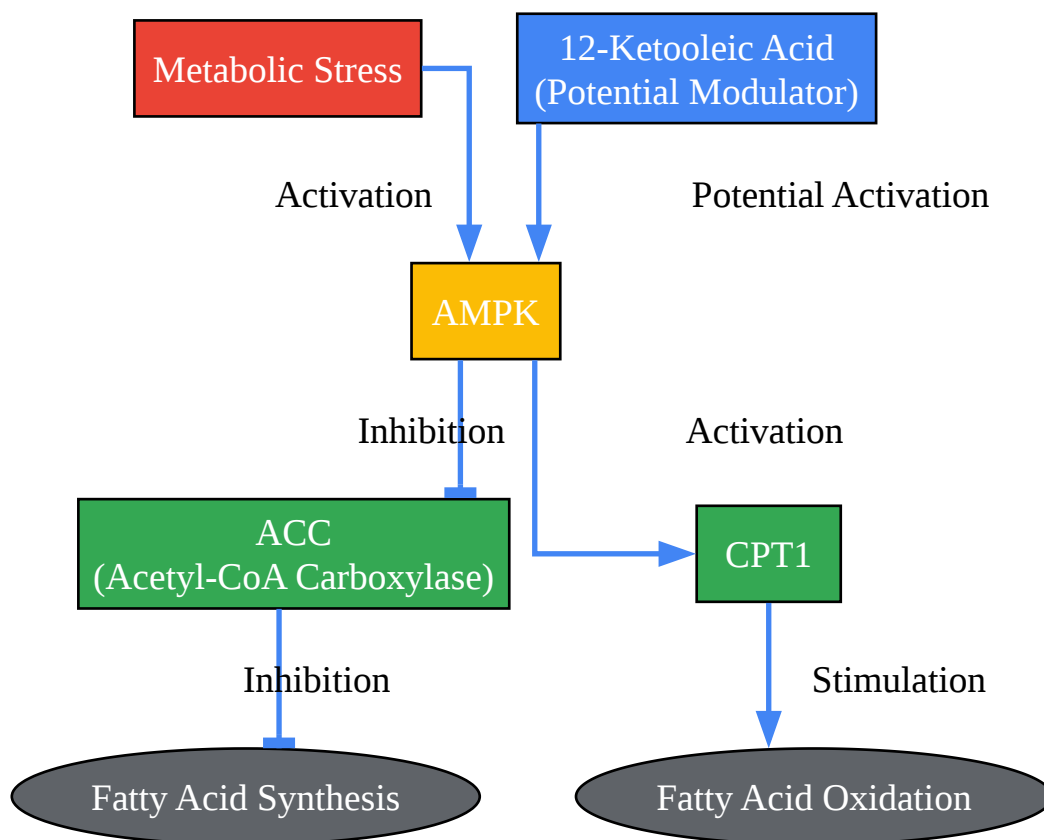 Metabolic Stress
12-Ketooleic Acid
(Potential Modulator)
Activation
Potential Activation
AMPK
Inhibition
Activation
ACC
(Acetyl-CoA Carboxylase)
CPT1
Inhibition
Stimulation
Fatty Acid Synthesis
Fatty Acid Oxidation